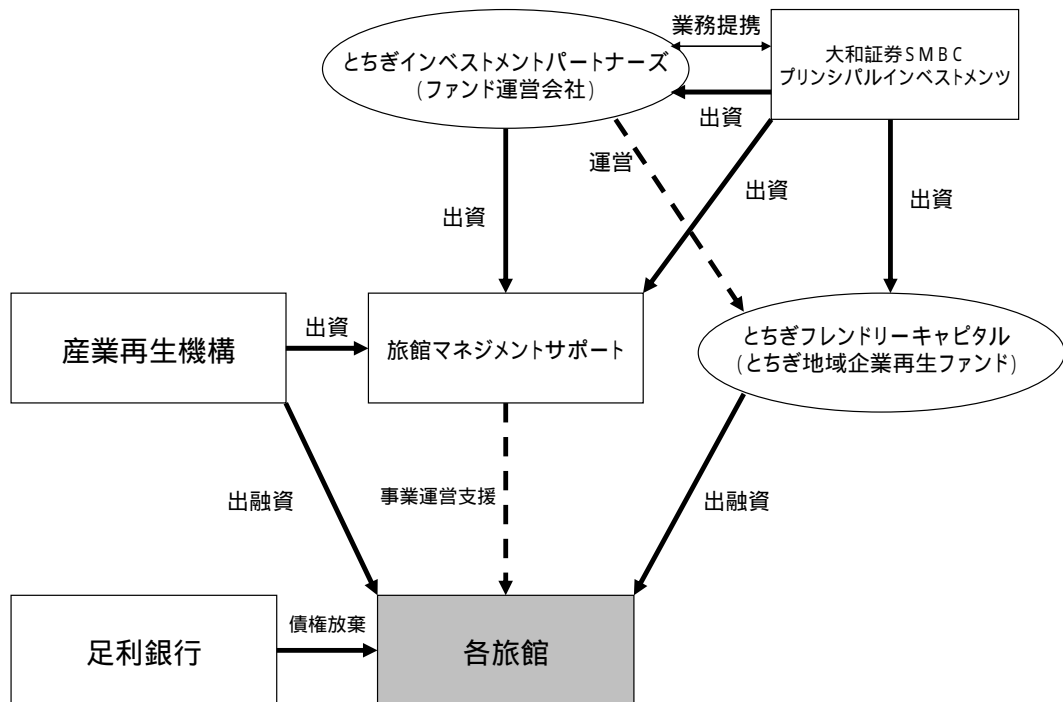 業務提携
とちぎインベストメントパートナーズ
(ファンド運営会社)
大和証券SMBC
プリンシパルインベストメンツ
出資
運営
出資
出資
出資
産業再生機構
出資
旅館マネジメントサポート
とちぎフレンドリーキャピタル
(とちぎ地域企業再生ファンド)
出融資
事業運営支援
出融資
足利銀行
債権放棄
各旅館